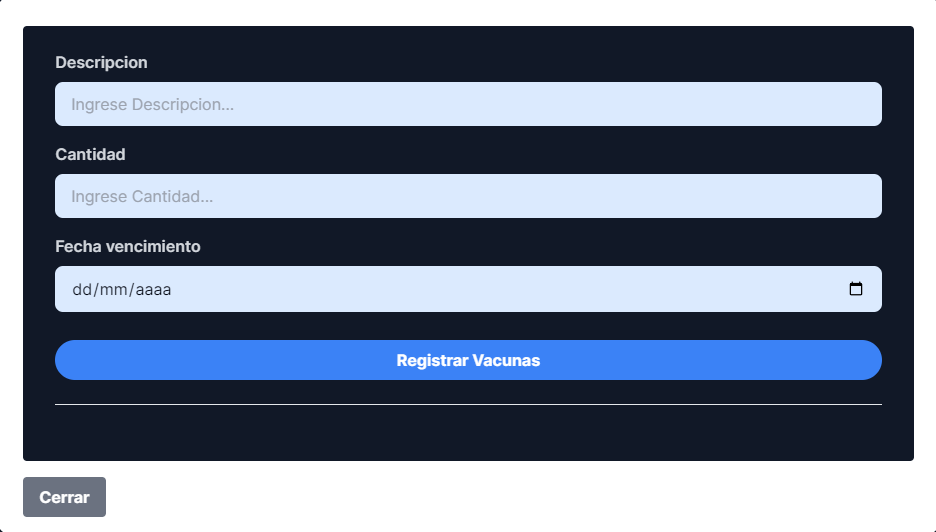 Descripcion
Ingrese Descripcion...
Cantidad
Ingrese Cantidad...
Fecha vencimiento
dd/mm/aaaa
Registrar Vacunas
Cerrar